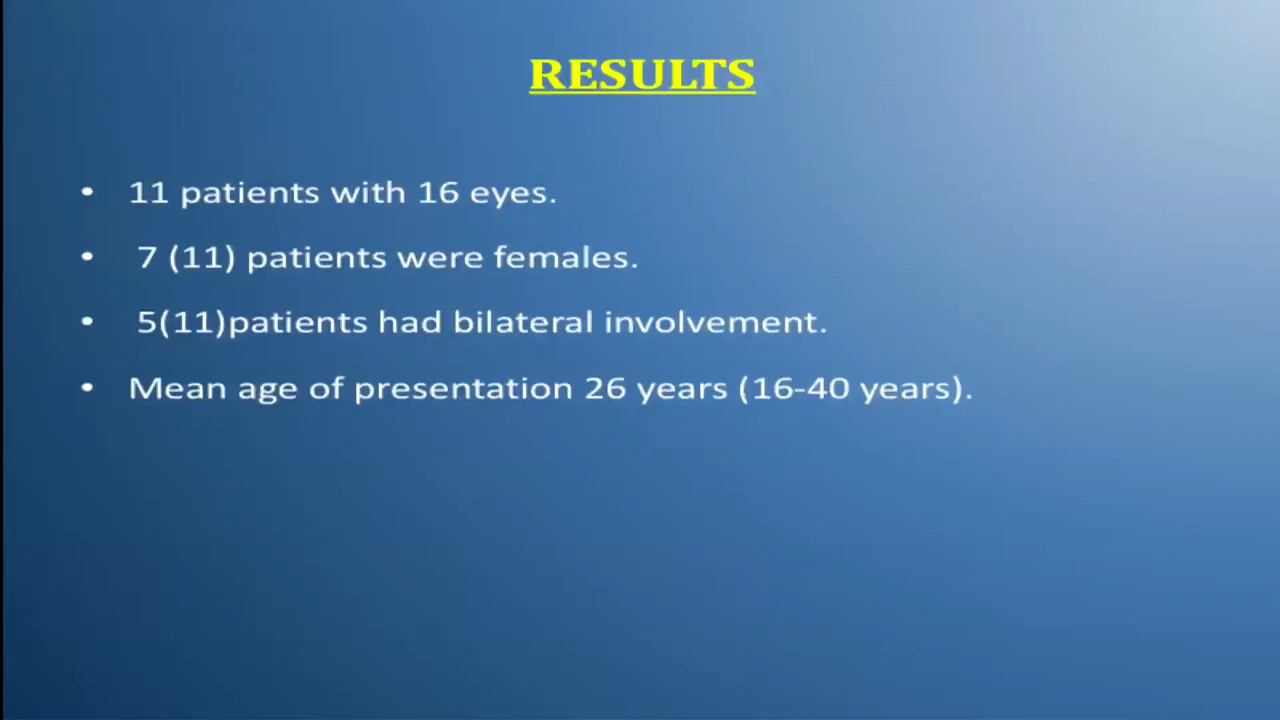 RESULTS
• 11 patients with 16 eyes.
• 7 (11) patients were females.
• 5(11)patients had bilateral involvement.
• Mean age of presentation 26 years (16-40 years).